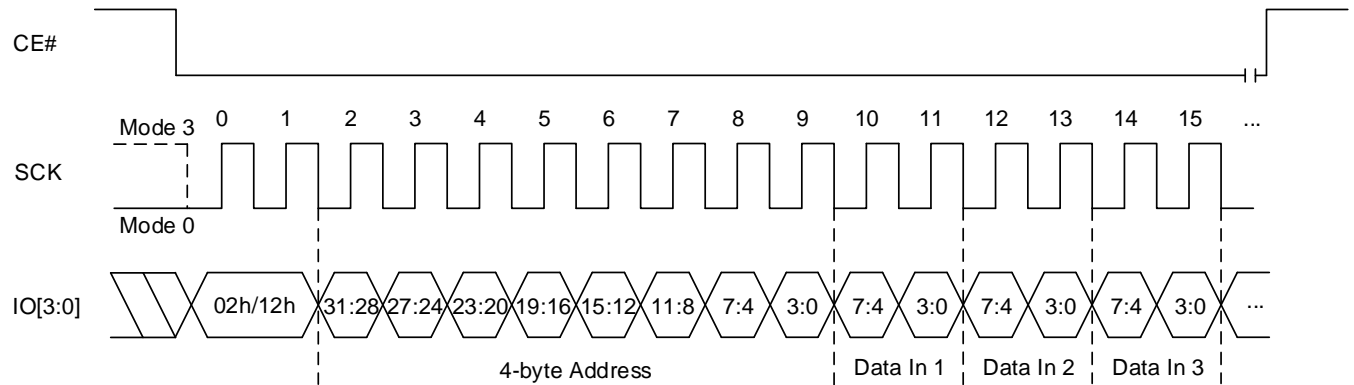 CE#
Mode 3 0 1 2 3 4 5 6 7 8 9 10 11 12 13 14 15 ...
SCK
Mode 0
IO[3:0] 02h/12h 31:28 27:24 23:20 19:16 15:12 11:8 7:4 3:0 7:4 3:0 7:4 3:0 7:4 3:0 ...
4-byte Address Data In 1 Data In 2 Data In 3